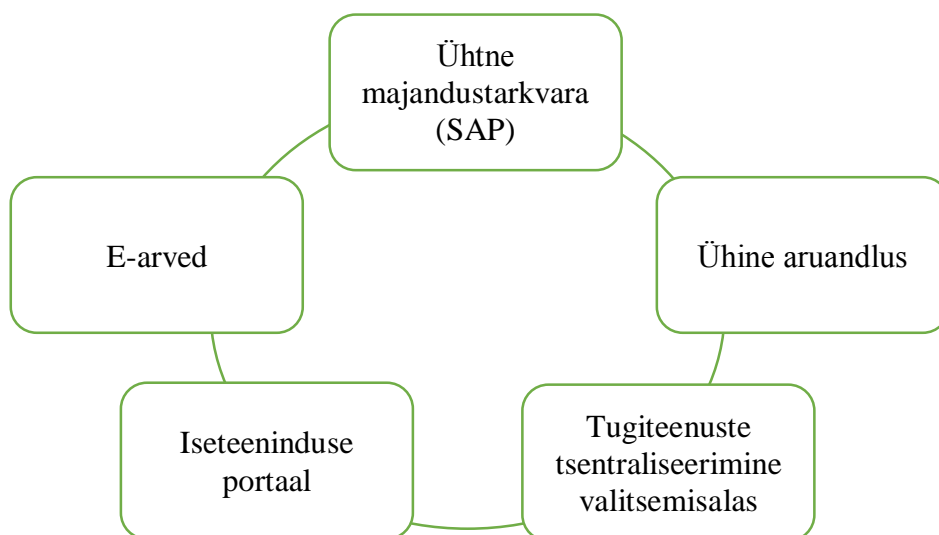 Ühtne
majandustarkvara
(SAP)
E-arved
Ühine aruandlus
Iseteeninduse
portaal
Tugiteenuste
tsentraliseerimine
valitsemisalas